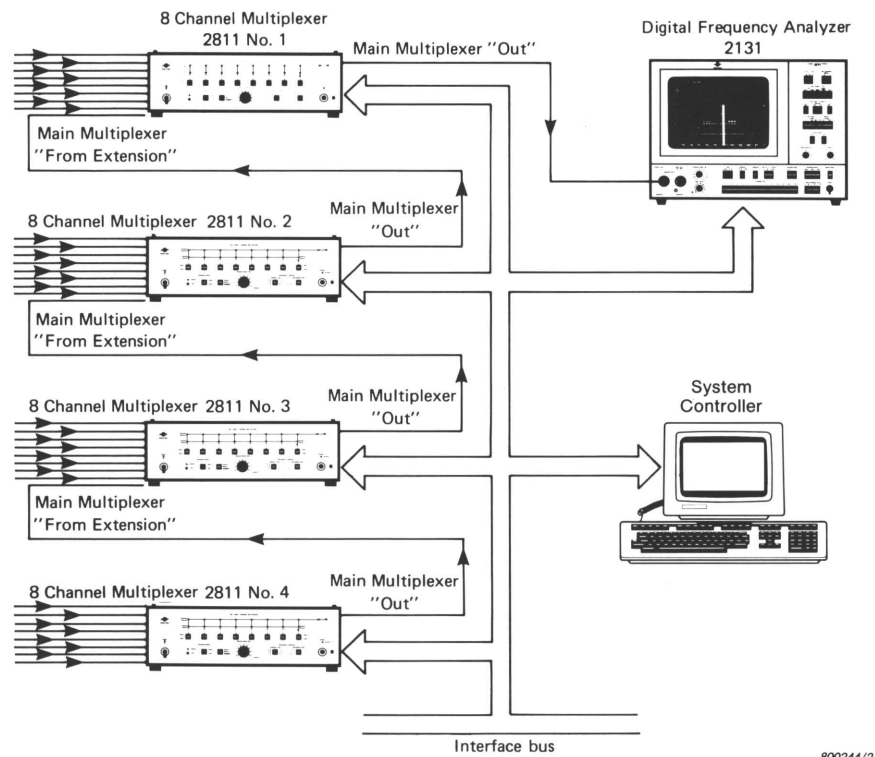 8 Channel Multiplexer
2811 No. 1
Main Multiplexer "Out"
Digital Frequency Analyzer
2131
Main Multiplexer
"From Extension"
8 Channel Multiplexer 2811 No. 2
Main Multiplexer
"Out"
Main Multiplexer
"From Extension"
8 Channel Multiplexer 2811 No. 3
Main Multiplexer
"Out"
System
Controller
Main Multiplexer
"From Extension"
8 Channel Multiplexer 2811 No. 4
Main Multiplexer
"Out"
Interface bus